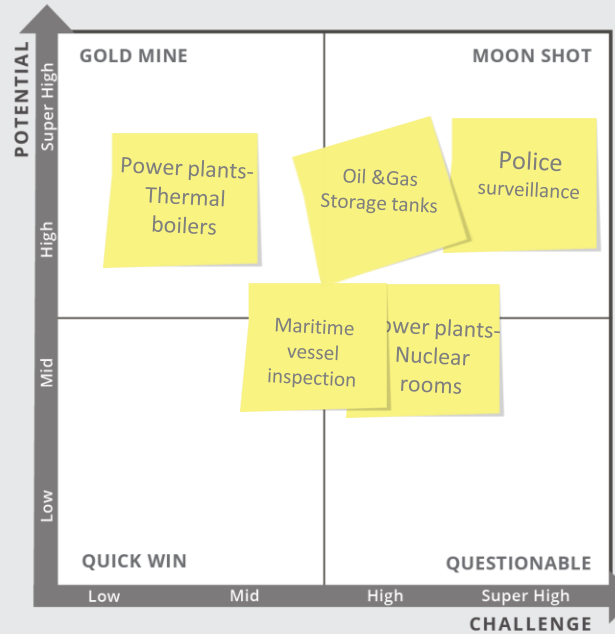 GOLD MINE
MOON SHOT
POTENTIAL
Super High
High
Mid
Low
Power plants-
Thermal
boilers
Oil &Gas
Storage tanks
Police
surveillance
Maritime
vessel
inspection
plants-
Nuclear
rooms
QUICK WIN
QUESTIONABLE
Low
Mid
High
Super High
CHALLENGE